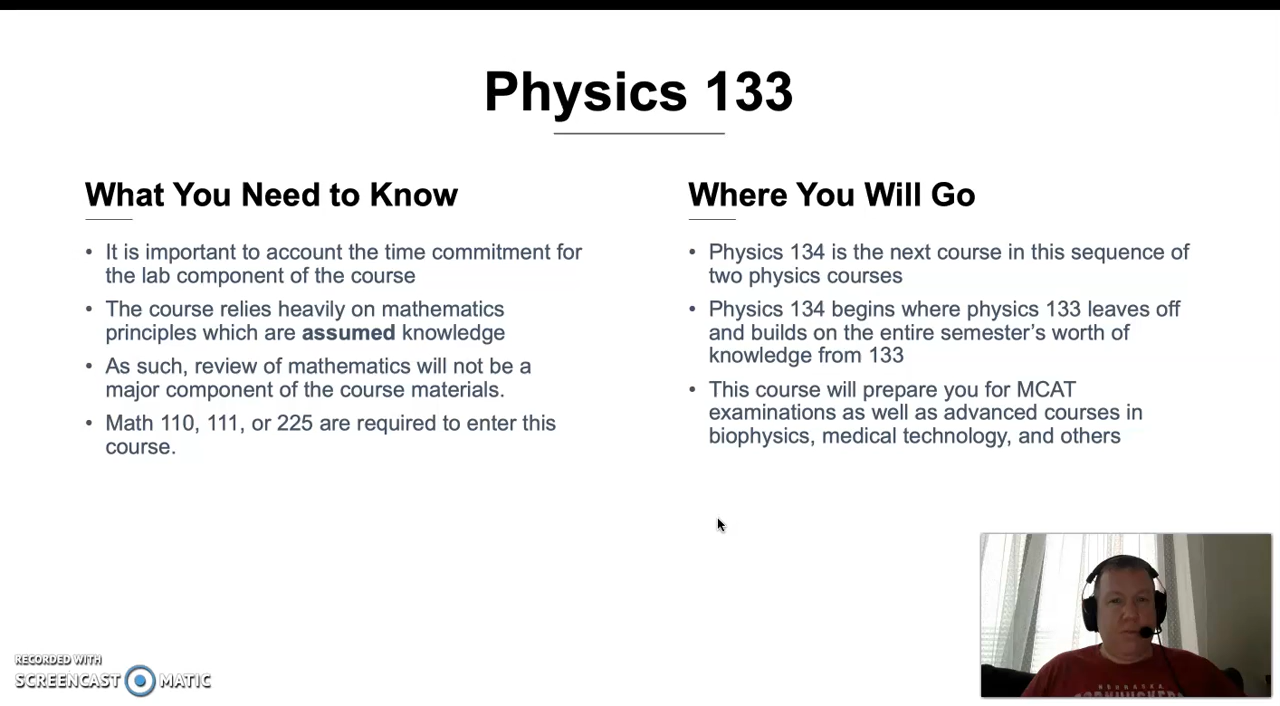 Physics 133
What You Need to Know
• It is important to account the time commitment for
the lab component of the course
• The course relies heavily on mathematics
principles which are assumed knowledge
• As such, review of mathematics will not be a
major component of the course materials.
• Math 110, 111, or 225 are required to enter this
course.
Where You Will Go
• Physics 134 is the next course in this sequence of
two physics courses
• Physics 134 begins where physics 133 leaves off
and builds on the entire semester’s worth of
knowledge from 133
• This course will prepare you for MCAT
examinations as well as advanced courses in
biophysics, medical technology, and others
NEBRASKA
RECORDED WITH
SCREENCAST MATIC